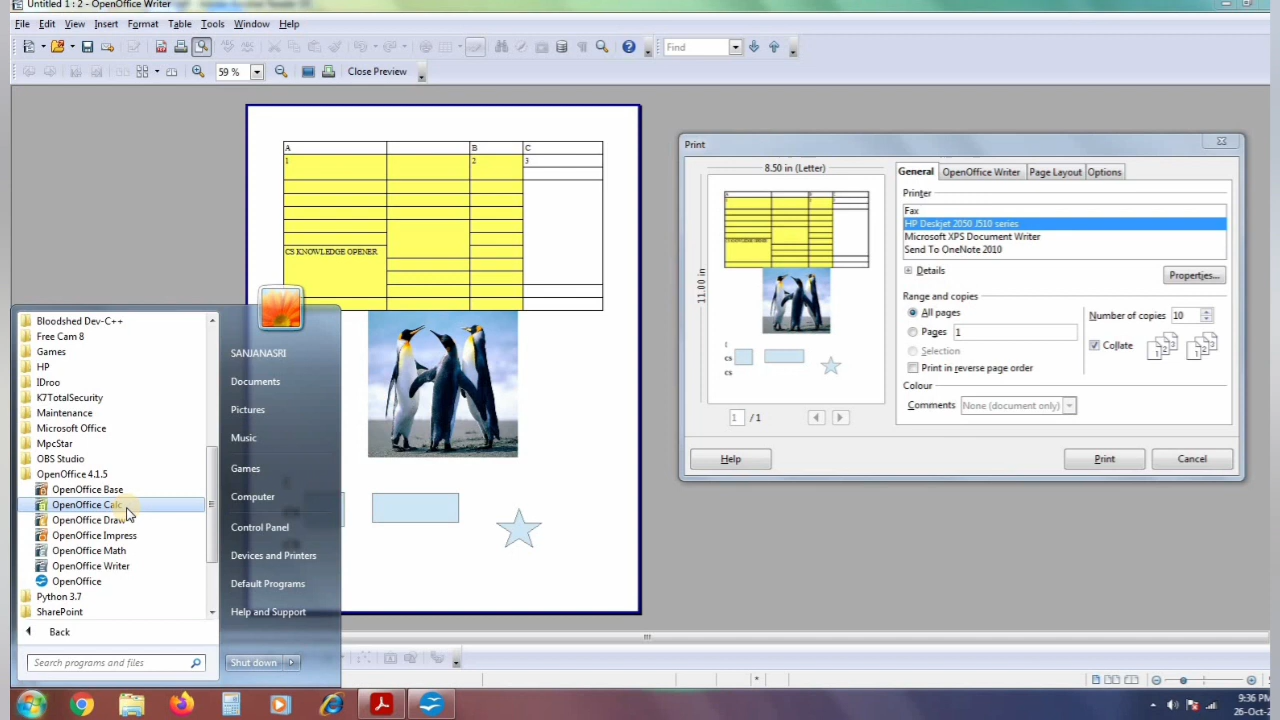 Untitled 1 : 2 - OpenOffice Writer
File Edit View Insert Format Table Tools Window Help
Find
59 % Close Preview
A B C
1 2 3
CS KNOWLEDGE OPENER
Print
8.50 in (Letter)
11.00 in
CS KNOWLEDGE OPENER
CS
CS
1 /1
General OpenOffice Writer Page Layout Options
Printer
Fax
HP Deskjet 2050 J510 series
Microsoft XPS Document Writer
Send To OneNote 2010
Details
Properties...
Range and copies
All pages
Pages 1
Selection
Print in reverse page order
Number of copies 10
Collate
Colour
Comments None (document only)
Help Print Cancel
Bloodshed Dev-C++
Free Cam 8
Games
HP
IDroo
K7TotalSecurity
Maintenance
Microsoft Office
MpcStar
OBS Studio
OpenOffice 4.1.5
OpenOffice Base
OpenOffice Calc
OpenOffice Draw
OpenOffice Impress
OpenOffice Math
OpenOffice Writer
OpenOffice
Python 3.7
SharePoint
Back
Search programs and files
SANJANASRI
Documents
Pictures
Music
Games
Computer
Control Panel
Devices and Printers
Default Programs
Help and Support
Shut down
9:36 PM
26-Oct-2